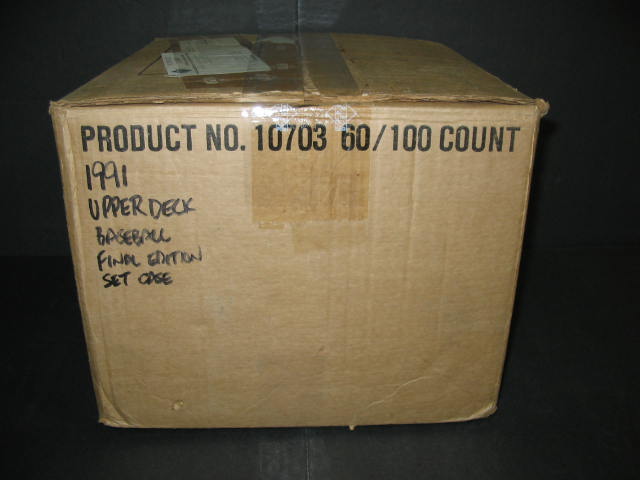 PRODUCT NO. 10703 60/100 COUNT
1991
UPPER DECK
BASEBALL
FINAL EDITION
SET CASE